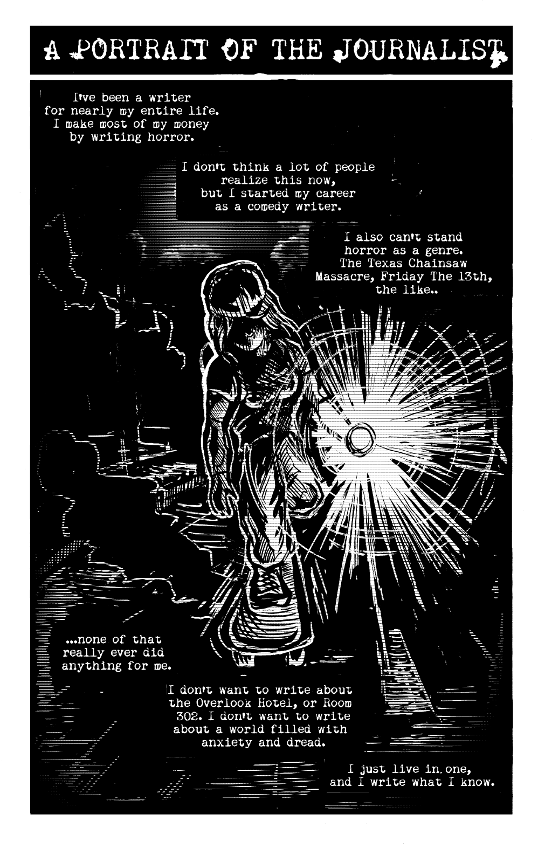 A PORTRAIT OF THE JOURNALIST
I've been a writer
for nearly my entire life.
I make most of my money
by writing horror.
I don't think a lot of people
realize this now,
but I started my career
as a comedy writer.
I also can't stand
horror as a genre.
The Texas Chainsaw
Massacre, Friday The 13th,
the like..
...none of that
really ever did
anything for me.
I don't want to write about
the Overlook Hotel, or Room
302. I don't want to write
about a world filled with
anxiety and dread.
I just live in one,
and I write what I know.